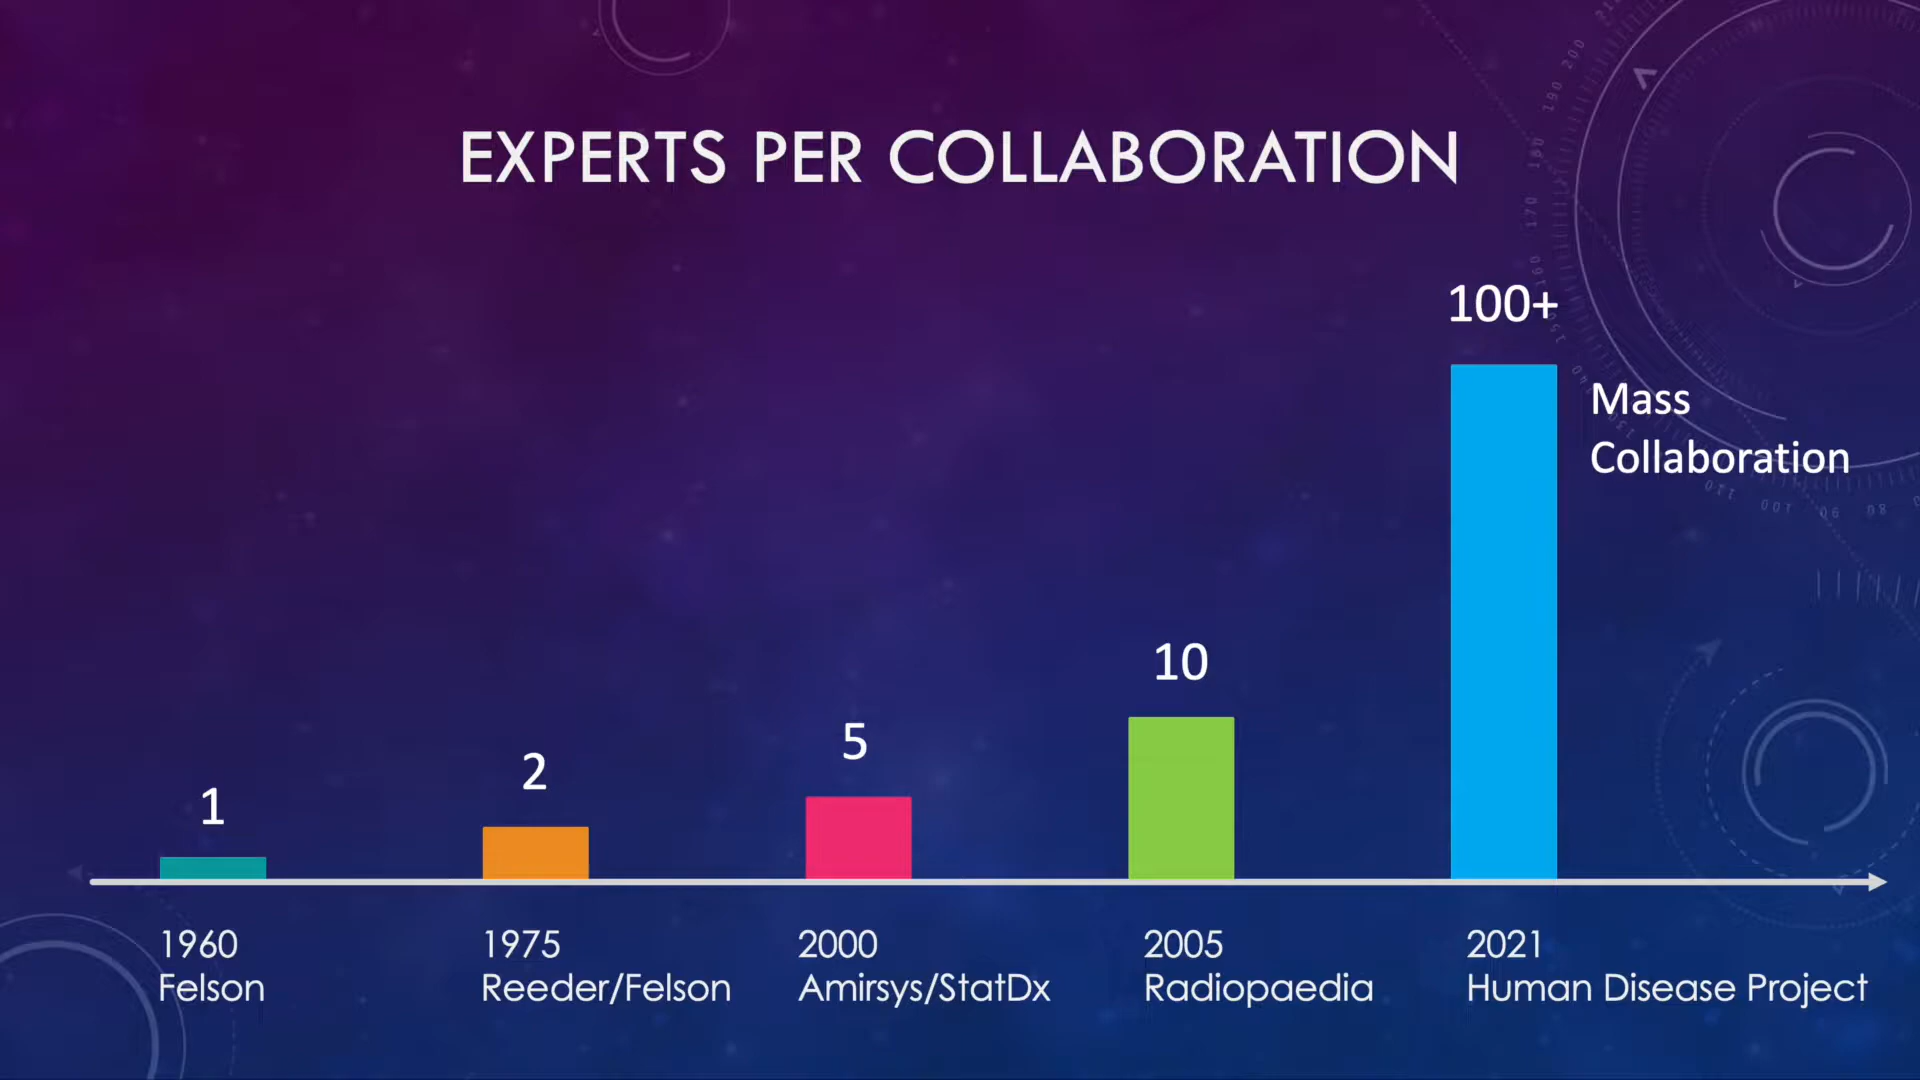 EXPERTS PER COLLABORATION
100+
Mass
Collaboration
10
5
2
1
1960
Felson
1975
Reeder/Felson
2000
Amirsys/StatDx
2005
Radiopaedia
2021
Human Disease Project